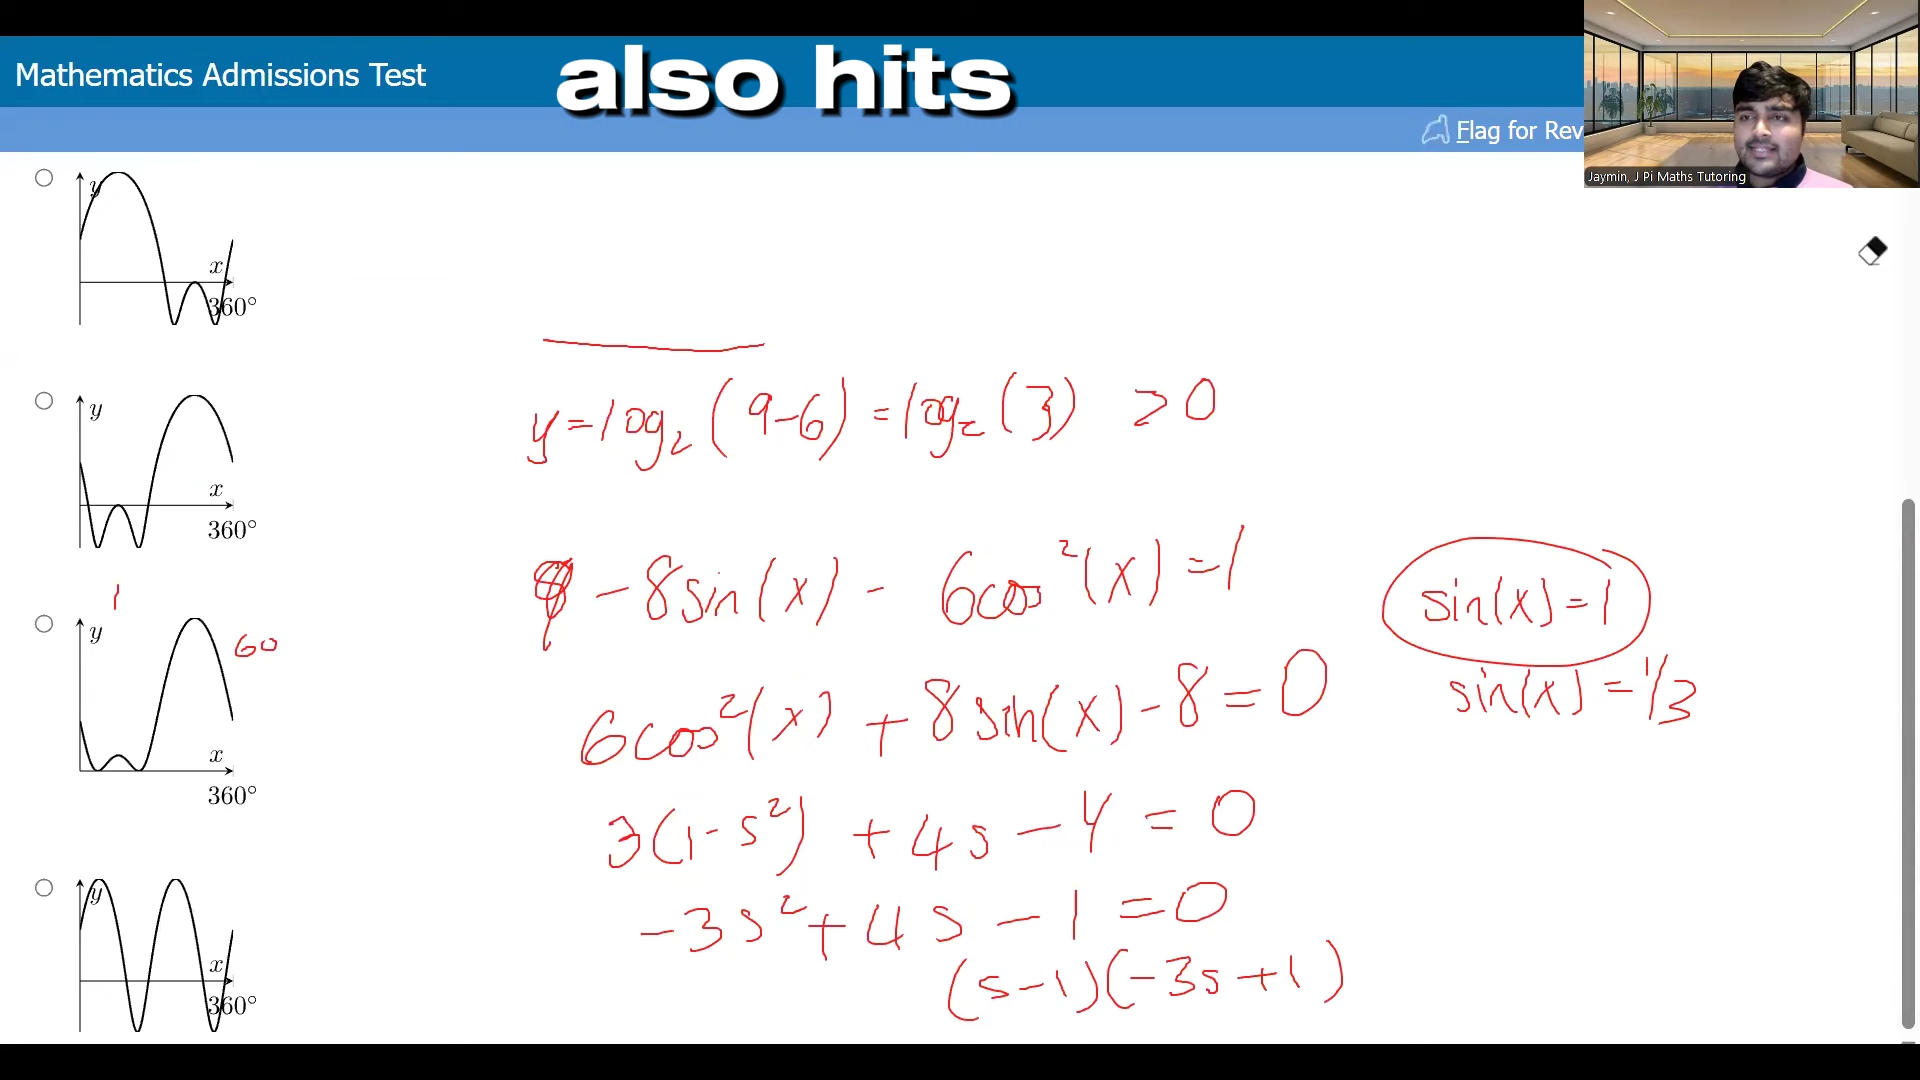 Mathematics Admissions Test
also hits
Flag for Rev
Jaymin, J Pi Maths Tutoring
y
x
360°
y = log₂(9-6) = log₂(3) > 0
y
x
360°
9 - 8sin(x) - 6cos²(x) = 1
sin(x) = 1
1
y
60
x
360°
6cos²(x) + 8sin(x) - 8 = 0
sin(x) = 1/3
3(1-s²) + 4s - 4 = 0
y
x
360°
-3s² + 4s - 1 = 0
(s-1)(-3s+1)